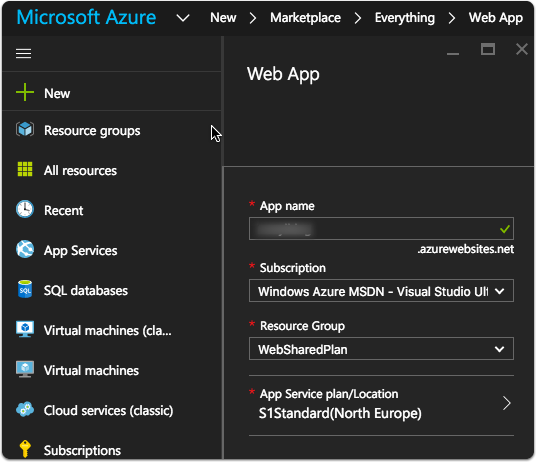 Microsoft Azure New > Marketplace > Everything > Web App
New
Resource groups
All resources
Recent
App Services
SQL databases
Virtual machines (cla...
Virtual machines
Cloud services (classic)
Subscriptions
Web App
* App name
.azurewebsites.net
* Subscription
Windows Azure MSDN - Visual Studio Ult
* Resource Group
WebSharedPlan
* App Service plan/Location
S1Standard(North Europe)